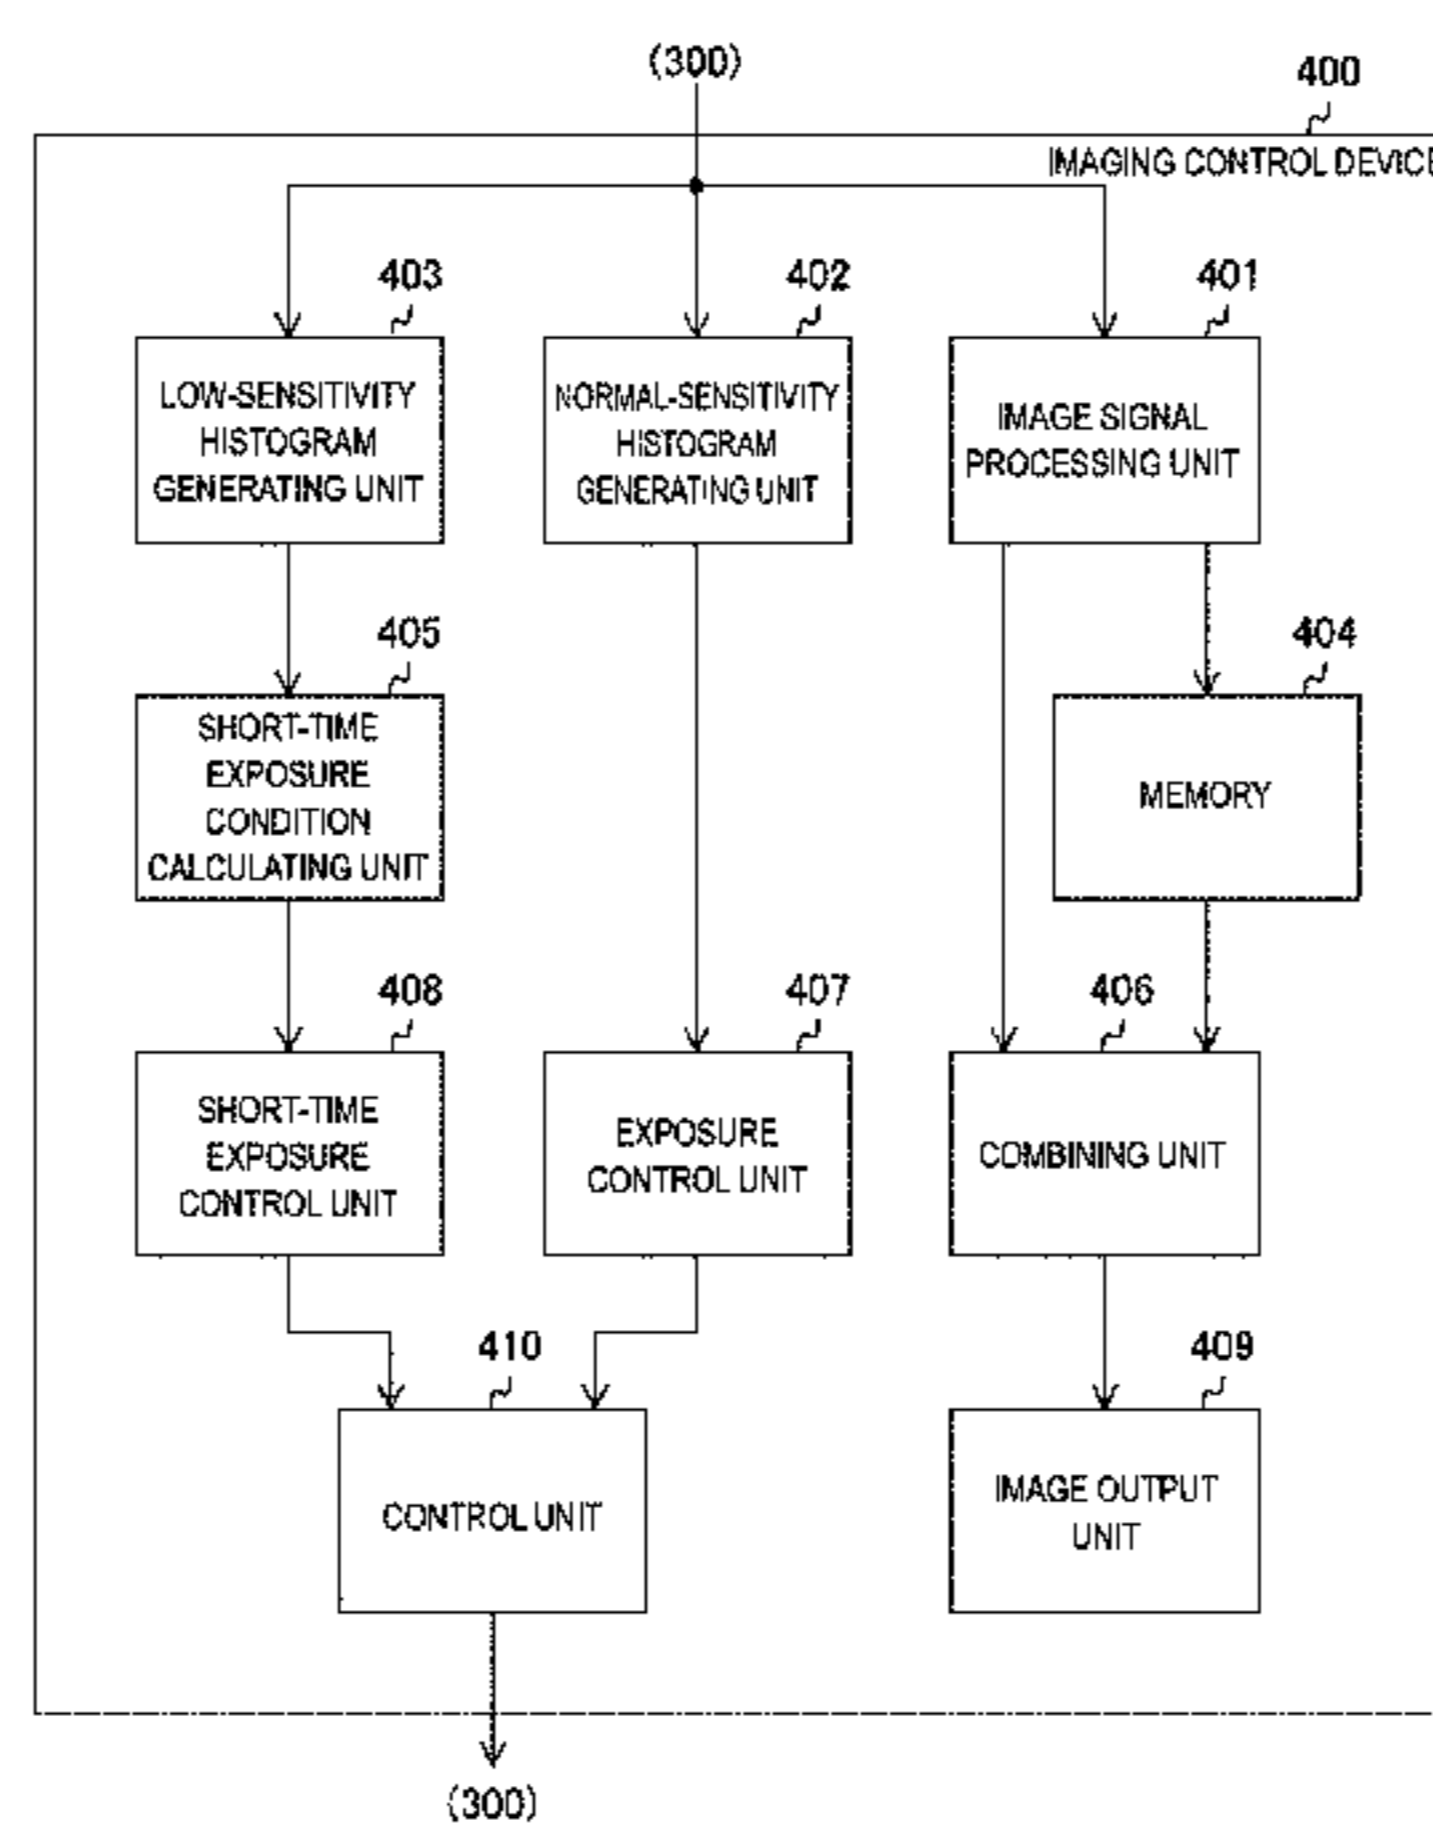 (300)
400
IMAGING CONTROL DEVICE
403
402
401
LOW-SENSITIVITY
HISTOGRAM
GENERATING UNIT
NORMAL-SENSITIVITY
HISTOGRAM
GENERATING UNIT
IMAGE SIGNAL
PROCESSING UNIT
405
404
SHORT-TIME
EXPOSURE
CONDITION
CALCULATING UNIT
MEMORY
408
407
406
SHORT-TIME
EXPOSURE
CONTROL UNIT
EXPOSURE
CONTROL UNIT
COMBINING UNIT
410
409
CONTROL UNIT
IMAGE OUTPUT
UNIT
(300)